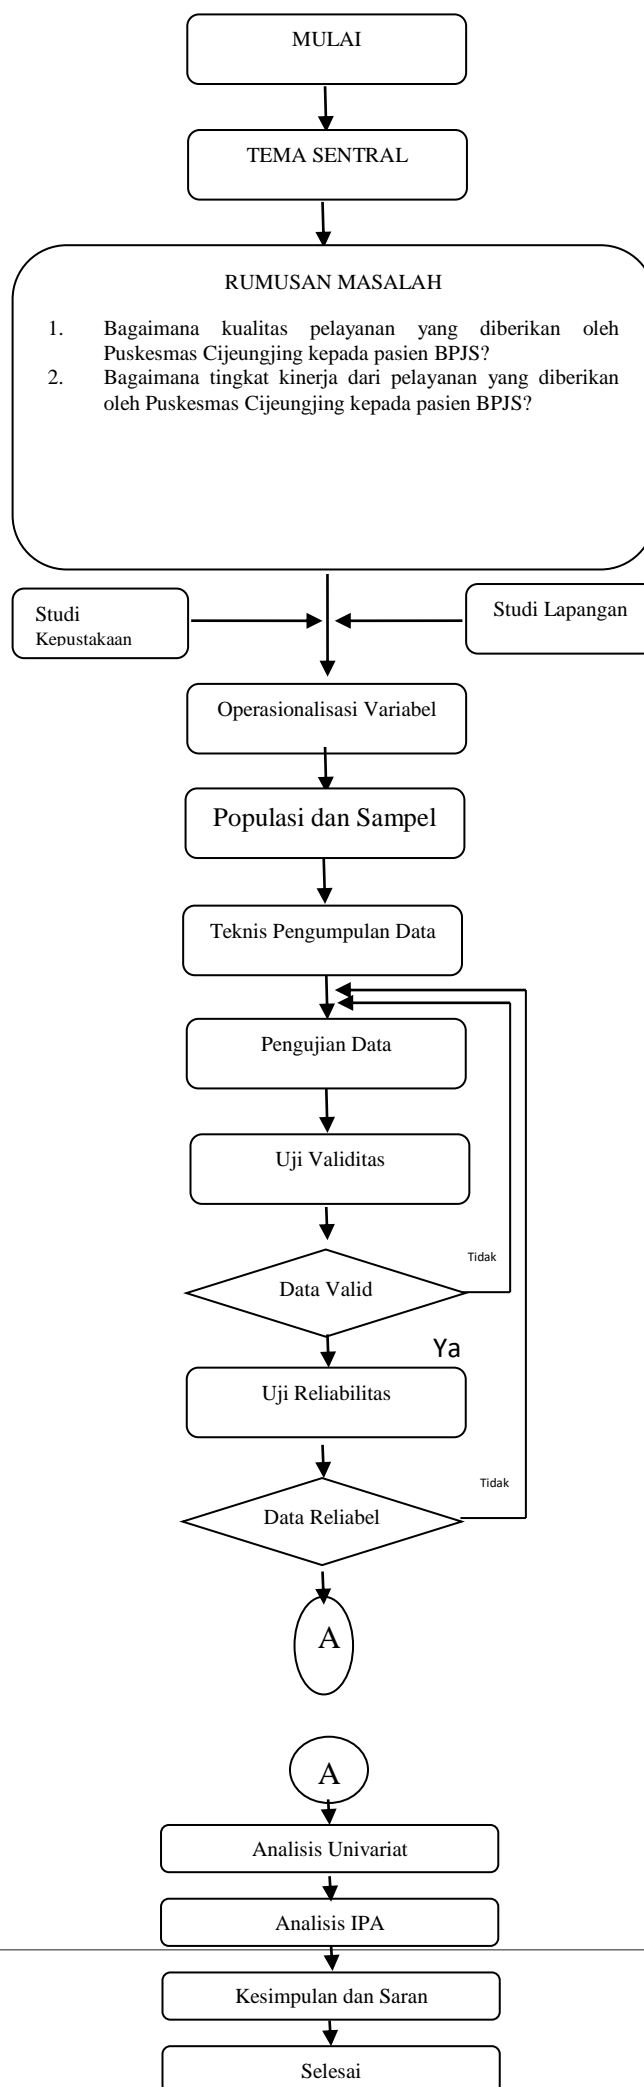 MULAI
TEMA SENTRAL
RUMUSAN MASALAH
1. Bagaimana kualitas pelayanan yang diberikan oleh
Puskesmas Cijeungjing kepada pasien BPJS?
2. Bagaimana tingkat kinerja dari pelayanan yang diberikan
oleh Puskesmas Cijeungjing kepada pasien BPJS?
Studi
Kepustakaan
Studi Lapangan
Operasionalisasi Variabel
Populasi dan Sampel
Teknis Pengumpulan Data
Pengujian Data
Uji Validitas
Tidak
Data Valid
Ya
Uji Reliabilitas
Tidak
Data Reliabel
A
A
Analisis Univariat
Analisis IPA
Kesimpulan dan Saran
Selesai